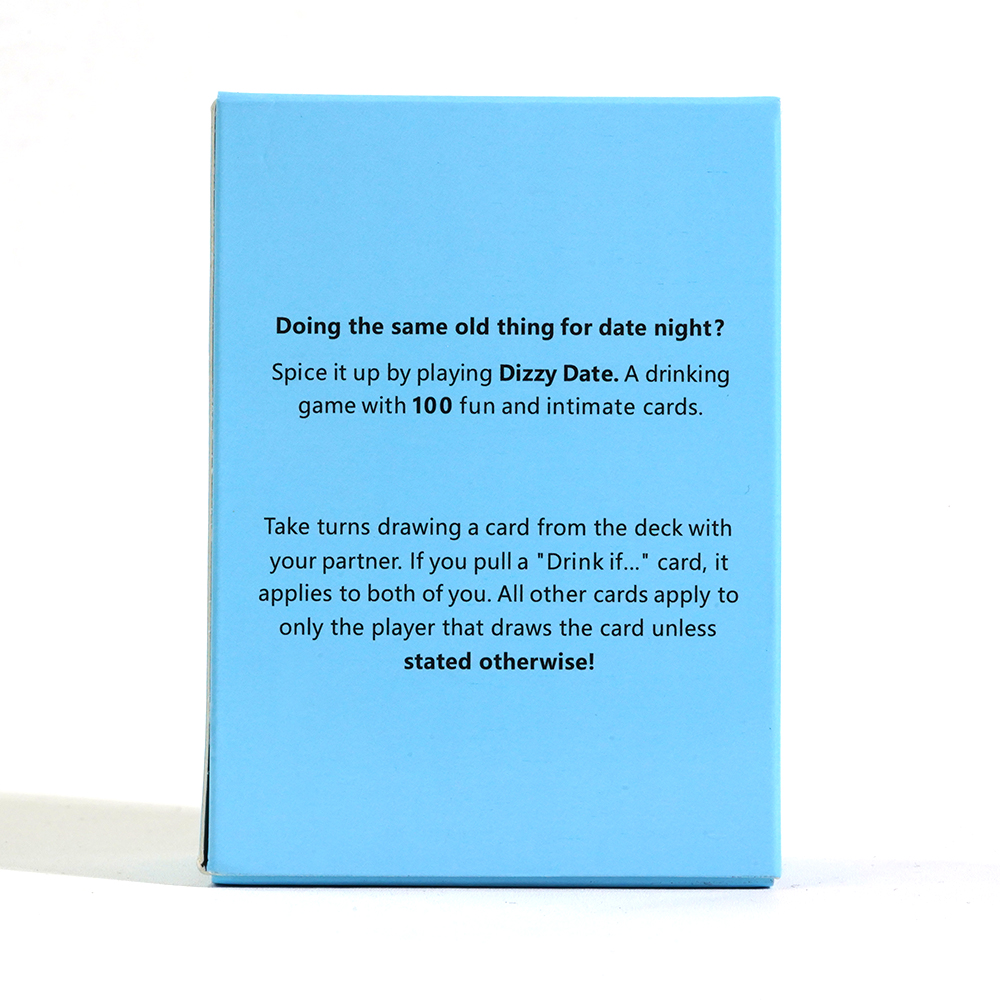 Doing the same old thing for date night?
Spice it up by playing Dizzy Date. A drinking
game with 100 fun and intimate cards.
Take turns drawing a card from the deck with
your partner. If you pull a "Drink if..." card, it
applies to both of you. All other cards apply to
only the player that draws the card unless
stated otherwise!